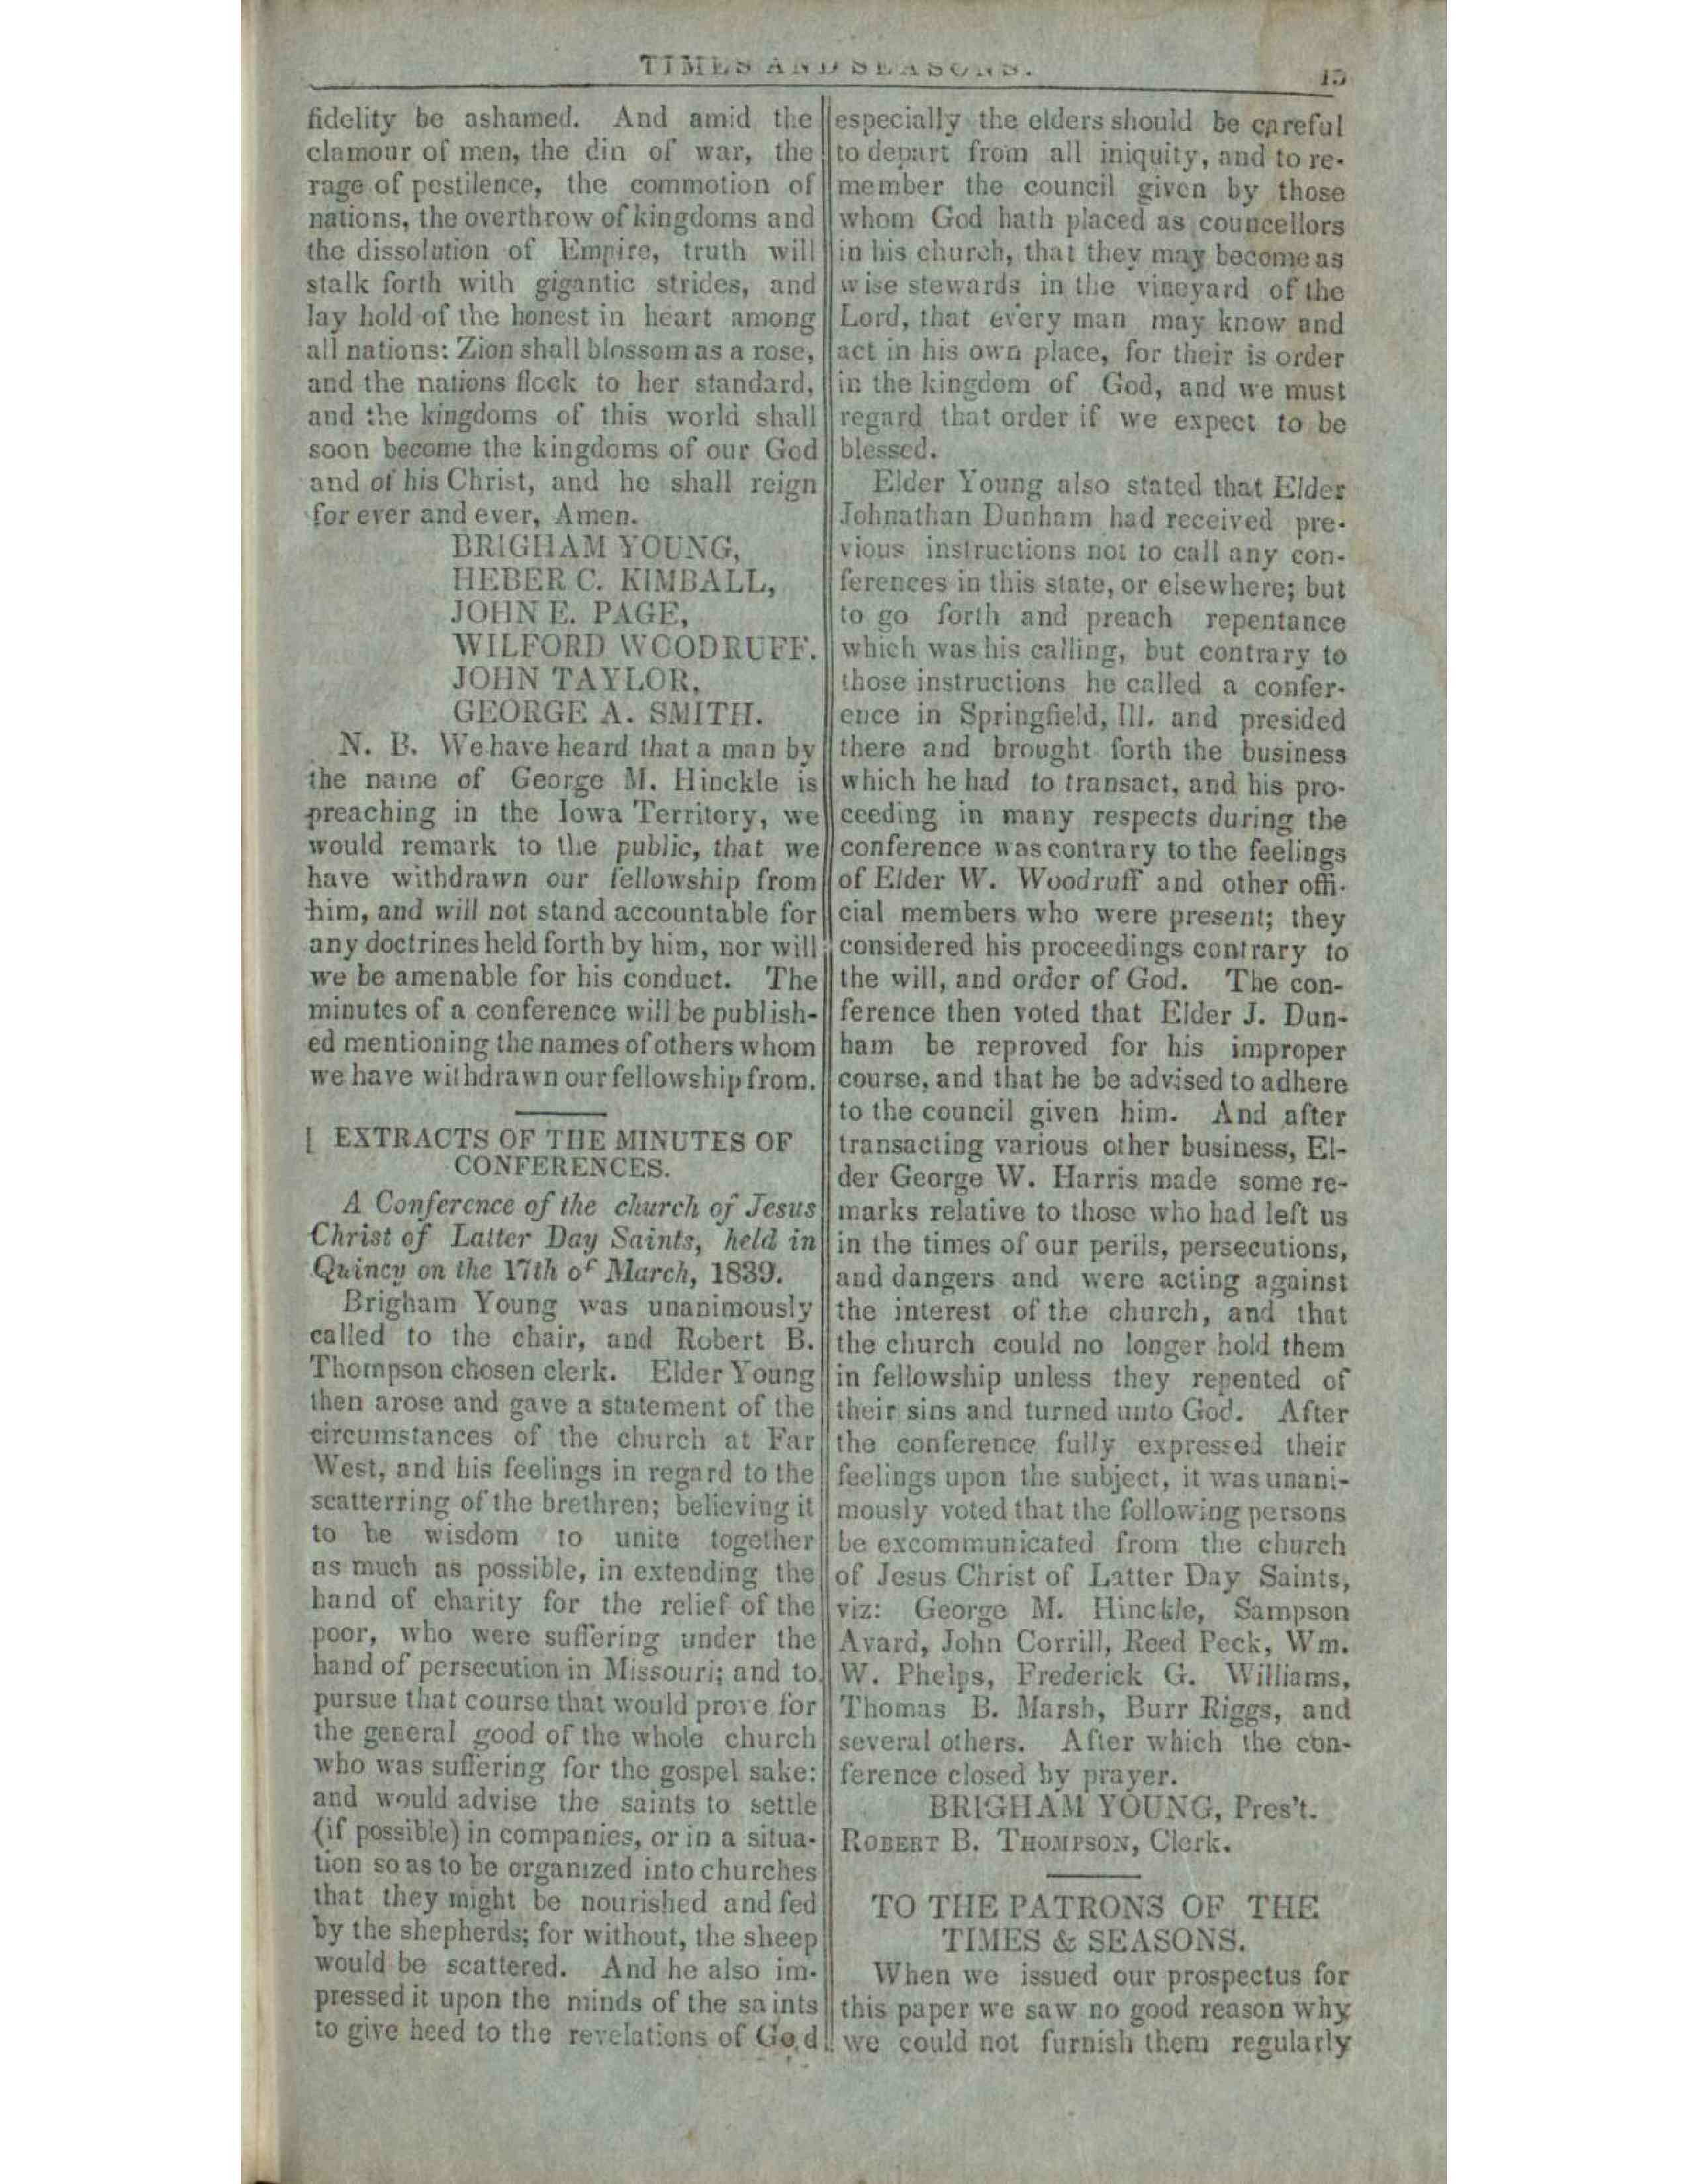 TIMES AND SEASONS.
15
fidelity be ashamed. And amid the
clamour of men, the din of war, the
rage of pestilence, the commotion of
nations, the overthrow of kingdoms and
the dissolution of Empire, truth will
stalk forth with gigantic strides, and
lay hold of the honest in heart among
all nations: Zion shall blossom as a rose,
and the nations flock to her standard,
and the kingdoms of this world shall
soon become the kingdoms of our God
and of his Christ, and he shall reign
for ever and ever, Amen.
BRIGHAM YOUNG,
HEBER C. KIMBALL,
JOHN E. PAGE,
WILFORD WOODRUFF.
JOHN TAYLOR,
GEORGE A. SMITH.
N. B. We have heard that a man by
the name of George M. Hinckle is
preaching in the Iowa Territory, we
would remark to the public, that we
have withdrawn our fellowship from
him, and will not stand accountable for
any doctrines held forth by him, nor will
we be amenable for his conduct. The
minutes of a conference will be publish-
ed mentioning the names of others whom
we have withdrawn our fellowship from.
[ EXTRACTS OF THE MINUTES OF
CONFERENCES.
A Conference of the church of Jesus
Christ of Latter Day Saints, held in
Quincy on the 17th of March, 1839.
Brigham Young was unanimously
called to the chair, and Robert B.
Thompson chosen clerk. Elder Young
then arose and gave a statement of the
circumstances of the church at Far
West, and his feelings in regard to the
scatterring of the brethren; believing it
to be wisdom to unite together
as much as possible, in extending the
hand of charity for the relief of the
poor, who were suffering under the
hand of persecution in Missouri; and to
pursue that course that would prove for
the general good of the whole church
who was suffering for the gospel sake:
and would advise the saints to settle
(if possible) in companies, or in a situa-
tion so as to be organized into churches
that they might be nourished and fed
by the shepherds; for without, the sheep
would be scattered. And he also im-
pressed it upon the minds of the saints
to give heed to the revelations of God
especially the elders should be careful
to depart from all iniquity, and to re-
member the council given by those
whom God hath placed as councellors
in his church, that they may become as
wise stewards in the vineyard of the
Lord, that every man may know and
act in his own place, for their is order
in the kingdom of God, and we must
regard that order if we expect to be
blessed.
Elder Young also stated that Elder
Johnathan Dunham had received pre-
vious instructions not to call any con-
ferences in this state, or elsewhere; but
to go forth and preach repentance
which was his calling, but contrary to
those instructions he called a confer-
ence in Springfield, Ill. and presided
there and brought forth the business
which he had to transact, and his pro-
ceeding in many respects during the
conference was contrary to the feelings
of Elder W. Woodruff and other offi-
cial members who were present; they
considered his proceedings contrary to
the will, and order of God. The con-
ference then voted that Elder J. Dun-
ham be reproved for his improper
course, and that he be advised to adhere
to the council given him. And after
transacting various other business, El-
der George W. Harris made some re-
marks relative to those who had left us
in the times of our perils, persecutions,
and dangers and were acting against
the interest of the church, and that
the church could no longer hold them
in fellowship unless they repented of
their sins and turned unto God. After
the conference fully expressed their
feelings upon the subject, it was unani-
mously voted that the following persons
be excommunicated from the church
of Jesus Christ of Latter Day Saints,
viz: George M. Hinckle, Sampson
Avard, John Corrill, Reed Peck, Wm.
W. Phelps, Frederick G. Williams,
Thomas B. Marsh, Burr Riggs, and
several others. After which the con-
ference closed by prayer.
BRIGHAM YOUNG, Pres't.
ROBERT B. THOMPSON, Clerk.
TO THE PATRONS OF THE
TIMES & SEASONS.
When we issued our prospectus for
this paper we saw no good reason why
we could not furnish them regularly